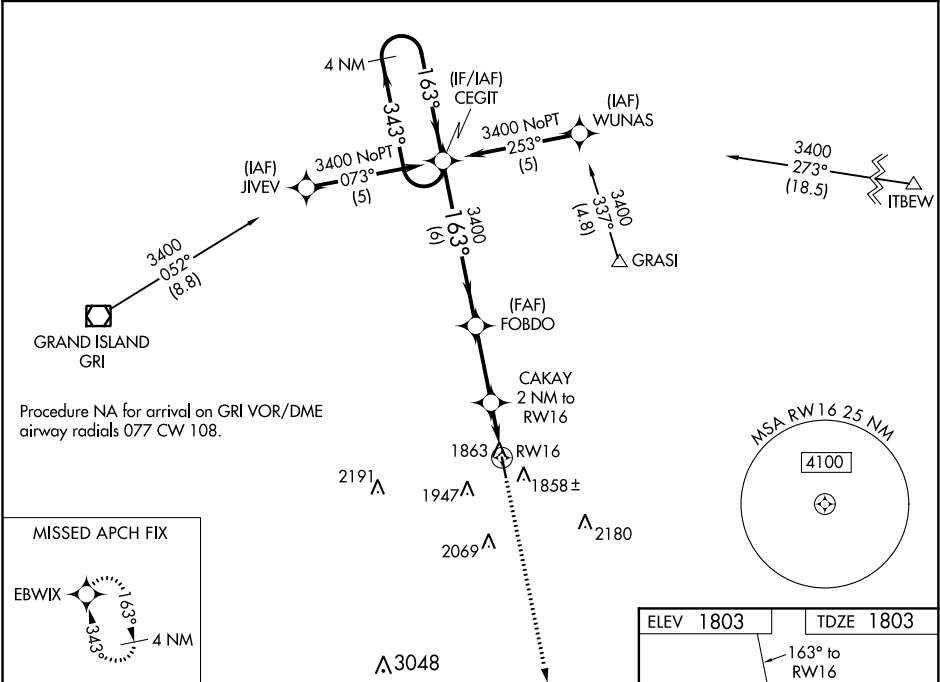 4 NM
163°
343°
(IF/IAF)
CEGIT
(IAF)
WUNAS
3400 NoPT
253°
(5)
3400
273°
(18.5)
ITBEW
(IAF)
JIVEV
3400 NoPT
073°
(5)
3400
337°
(4.8)
GRASI
3400
163°
(6)
3400
052°
(8.8)
GRAND ISLAND
GRI
(FAF)
FOBDO
CAKAY
2 NM to
RW16
Procedure NA for arrival on GRI VOR/DME
airway radials 077 CW 108.
1863
RW16
2191
1947
1858±
2069
2180
3048
MSA RW16 25 NM
4100
MISSED APCH FIX
EBWIX
163°
343°
4 NM
ELEV 1803
TDZE 1803
163° to
RW16